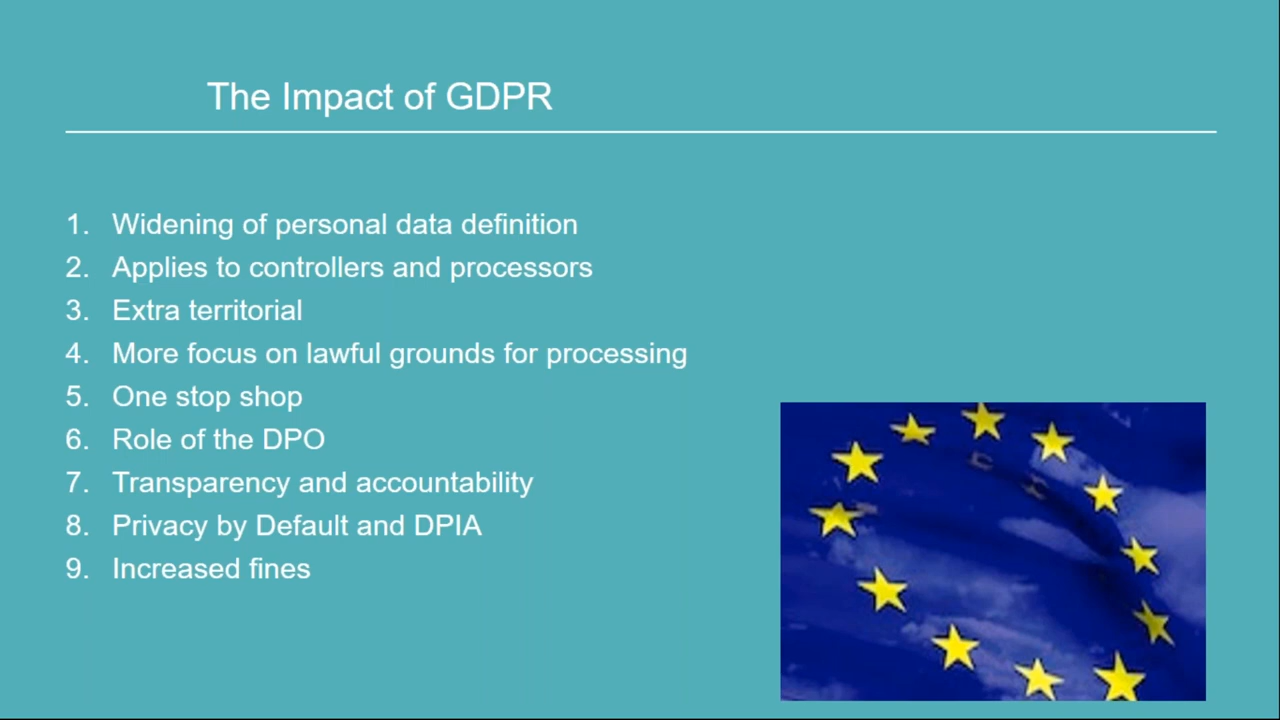 The Impact of GDPR
1. Widening of personal data definition
2. Applies to controllers and processors
3. Extra territorial
4. More focus on lawful grounds for processing
5. One stop shop
6. Role of the DPO
7. Transparency and accountability
8. Privacy by Default and DPIA
9. Increased fines